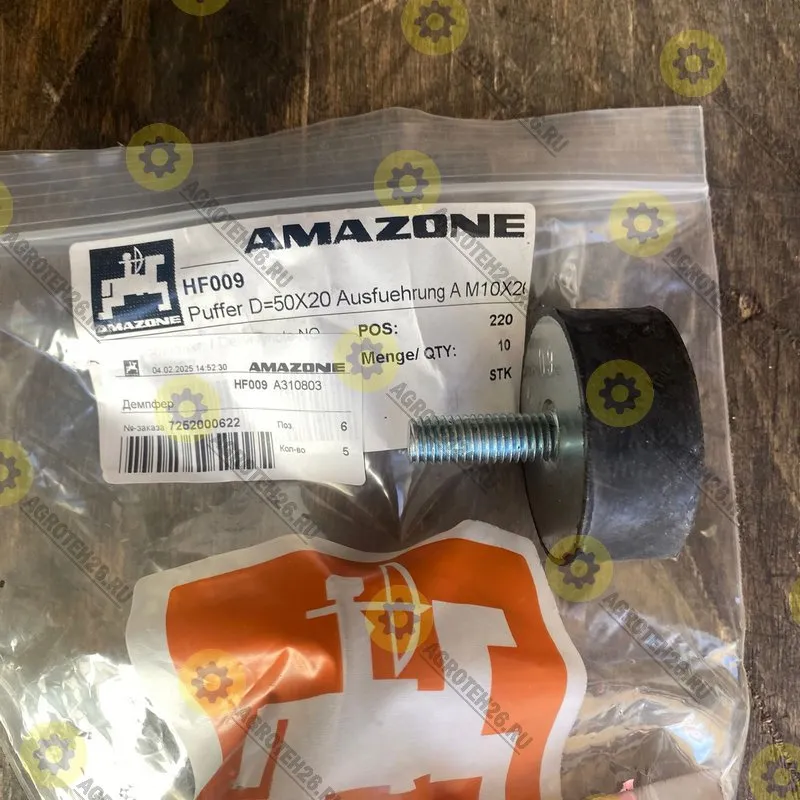 AMAZONE
AMAZONE
HF009
Puffer D=50X20 Ausfuehrung A M10X2
POS: 220
Menge/ QTY: 10
STK
04.02.2025 14:52:30 AMAZONE
HF009 A310803
Демпфер
№-заказа 7252000622 Поз. 6
Кол-во 5
AGROTEH26.RU